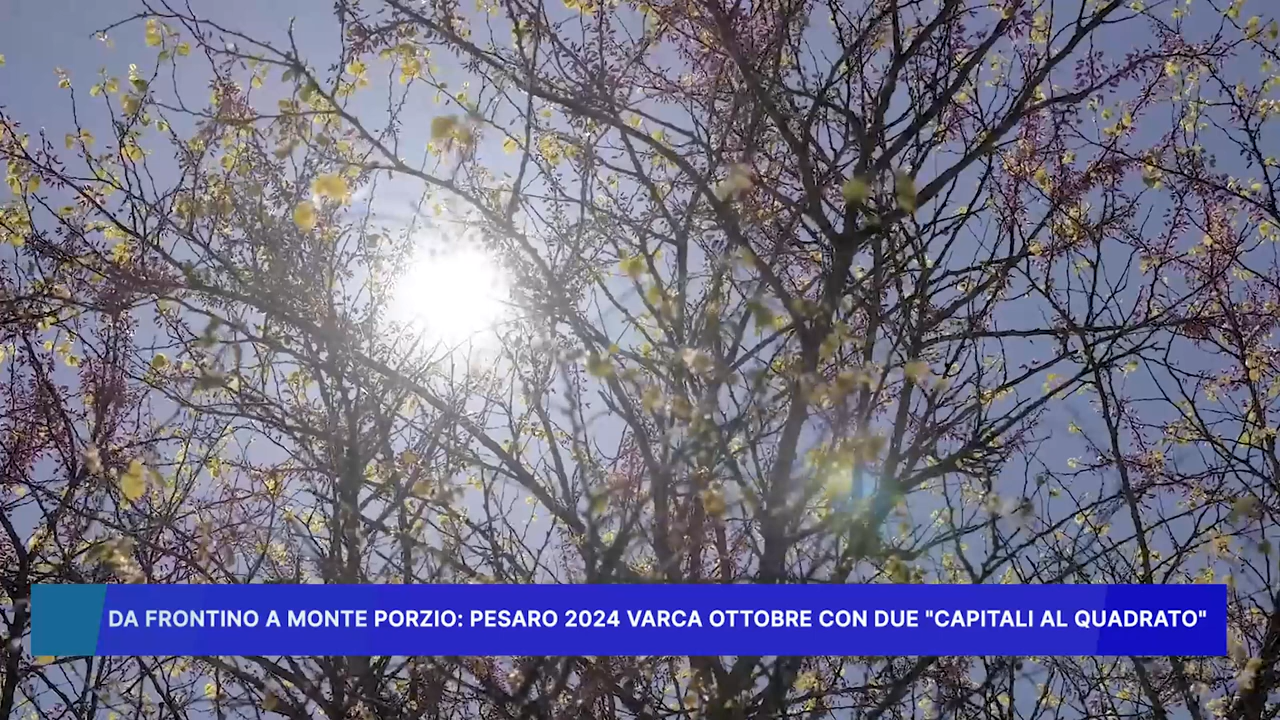 DA FRONTINO A MONTE PORZIO: PESARO 2024 VARCA OTTOBRE CON DUE "CAPITALI AL QUADRATO"